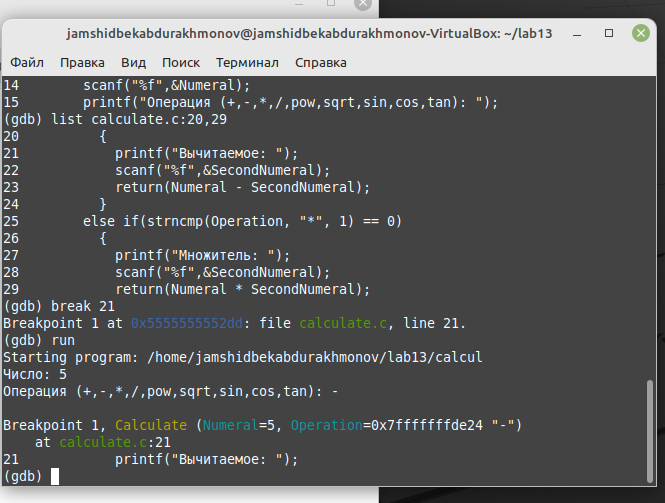 jamshidbekabdurakhmonov@jamshidbekabdurakhmonov-VirtualBox: ~/lab13
Файл Правка Вид Поиск Терминал Справка
14        scanf("%f",&Numeral);
15        printf("Операция (+,-,*,/,pow,sqrt,sin,cos,tan): ");
(gdb) list calculate.c:20,29
20          {
21            printf("Вычитаемое: ");
22            scanf("%f",&SecondNumeral);
23            return(Numeral - SecondNumeral);
24          }
25        else if(strncmp(Operation, "*", 1) == 0)
26          {
27            printf("Множитель: ");
28            scanf("%f",&SecondNumeral);
29            return(Numeral * SecondNumeral);
(gdb) break 21
Breakpoint 1 at 0x5555555552dd: file calculate.c, line 21.
(gdb) run
Starting program: /home/jamshidbekabdurakhmonov/lab13/calcul
Число: 5
Операция (+,-,*,/,pow,sqrt,sin,cos,tan): -
Breakpoint 1, Calculate (Numeral=5, Operation=0x7fffffffde24 "-")
    at calculate.c:21
21            printf("Вычитаемое: ");
(gdb)